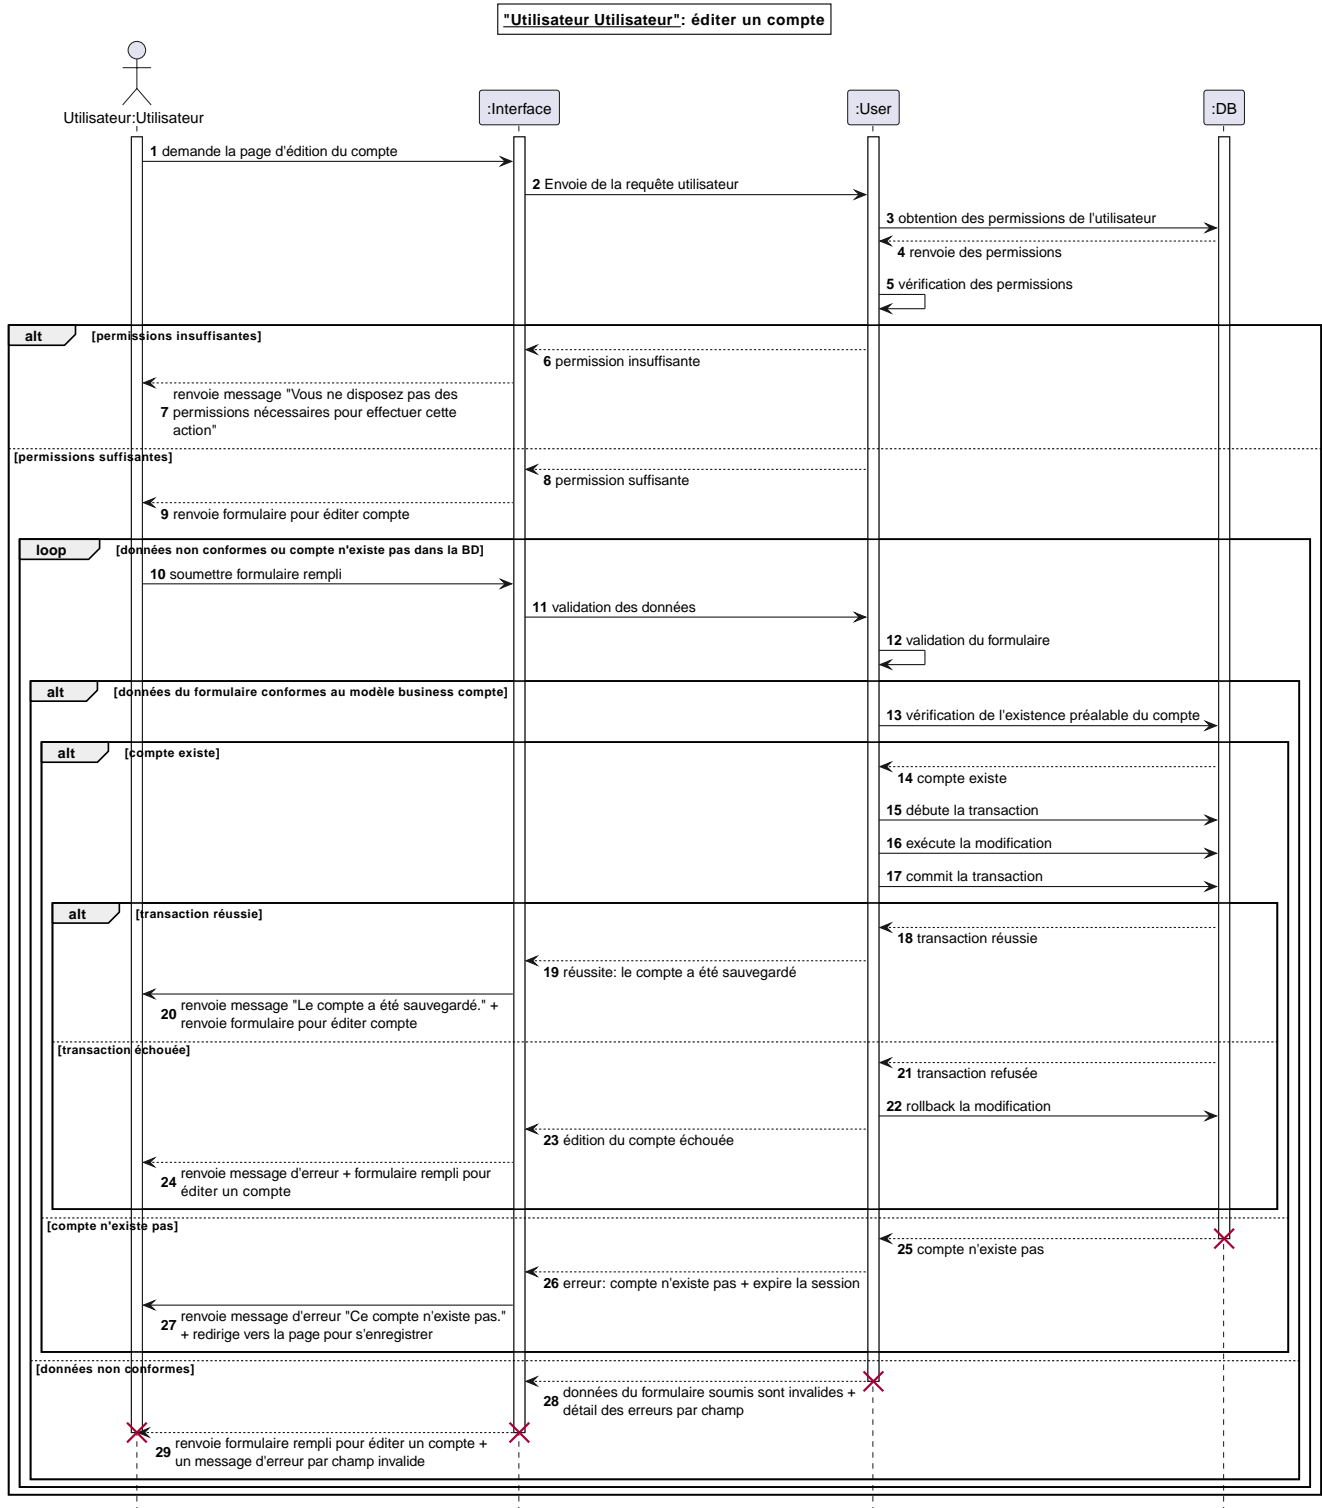 "Utilisateur Utilisateur": éditer un compte
Utilisateur:Utilisateur
:Interface
:User
:DB
1 demande la page d'édition du compte
2 Envoie de la requête utilisateur
3 obtention des permissions de l'utilisateur
4 renvoie des permissions
5 vérification des permissions
alt [permissions insuffisantes]
6 permission insuffisante
7 renvoie message "Vous ne disposez pas des
permissions nécessaires pour effectuer cette
action"
[permissions suffisantes]
8 permission suffisante
9 renvoie formulaire pour éditer compte
loop [données non conformes ou compte n'existe pas dans la BD]
10 soumettre formulaire rempli
11 validation des données
12 validation du formulaire
alt [données du formulaire conformes au modèle business compte]
13 vérification de l'existence préalable du compte
alt [compte existe]
14 compte existe
15 débute la transaction
16 exécute la modification
17 commit la transaction
alt [transaction réussie]
18 transaction réussie
19 réussite: le compte a été sauvegardé
20 renvoie message "Le compte a été sauvegardé." +
renvoie formulaire pour éditer compte
[transaction échouée]
21 transaction refusée
22 rollback la modification
23 édition du compte échouée
24 renvoie message d'erreur + formulaire rempli pour
éditer un compte
[compte n'existe pas]
25 compte n'existe pas
26 erreur: compte n'existe pas + expire la session
27 renvoie message d'erreur "Ce compte n'existe pas."
+ redirige vers la page pour s'enregistrer
[données non conformes]
28 données du formulaire soumis sont invalides +
détail des erreurs par champ
29 renvoie formulaire rempli pour éditer un compte +
un message d'erreur par champ invalide